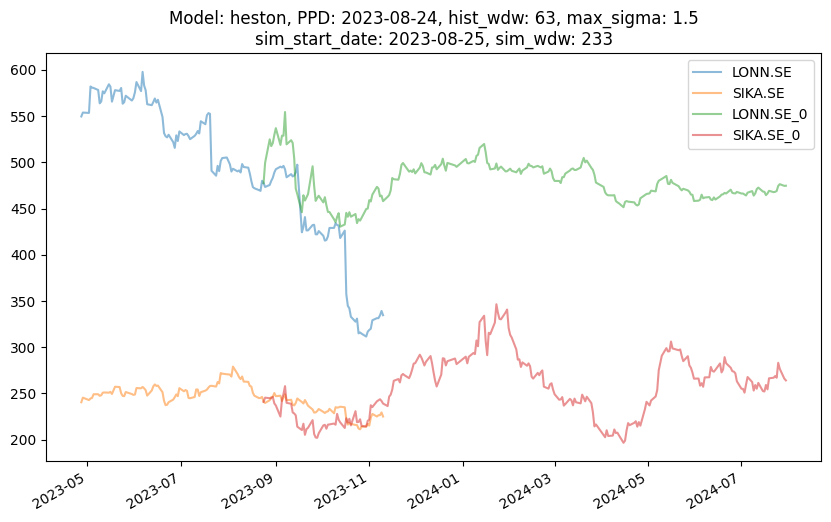 Model: heston, PPD: 2023-08-24, hist_wdw: 63, max_sigma: 1.5
sim_start_date: 2023-08-25, sim_wdw: 233
LONN.SE
SIKA.SE
LONN.SE_0
SIKA.SE_0
600
550
500
450
400
350
300
250
200
2023-05
2023-07
2023-09
2023-11
2024-01
2024-03
2024-05
2024-07